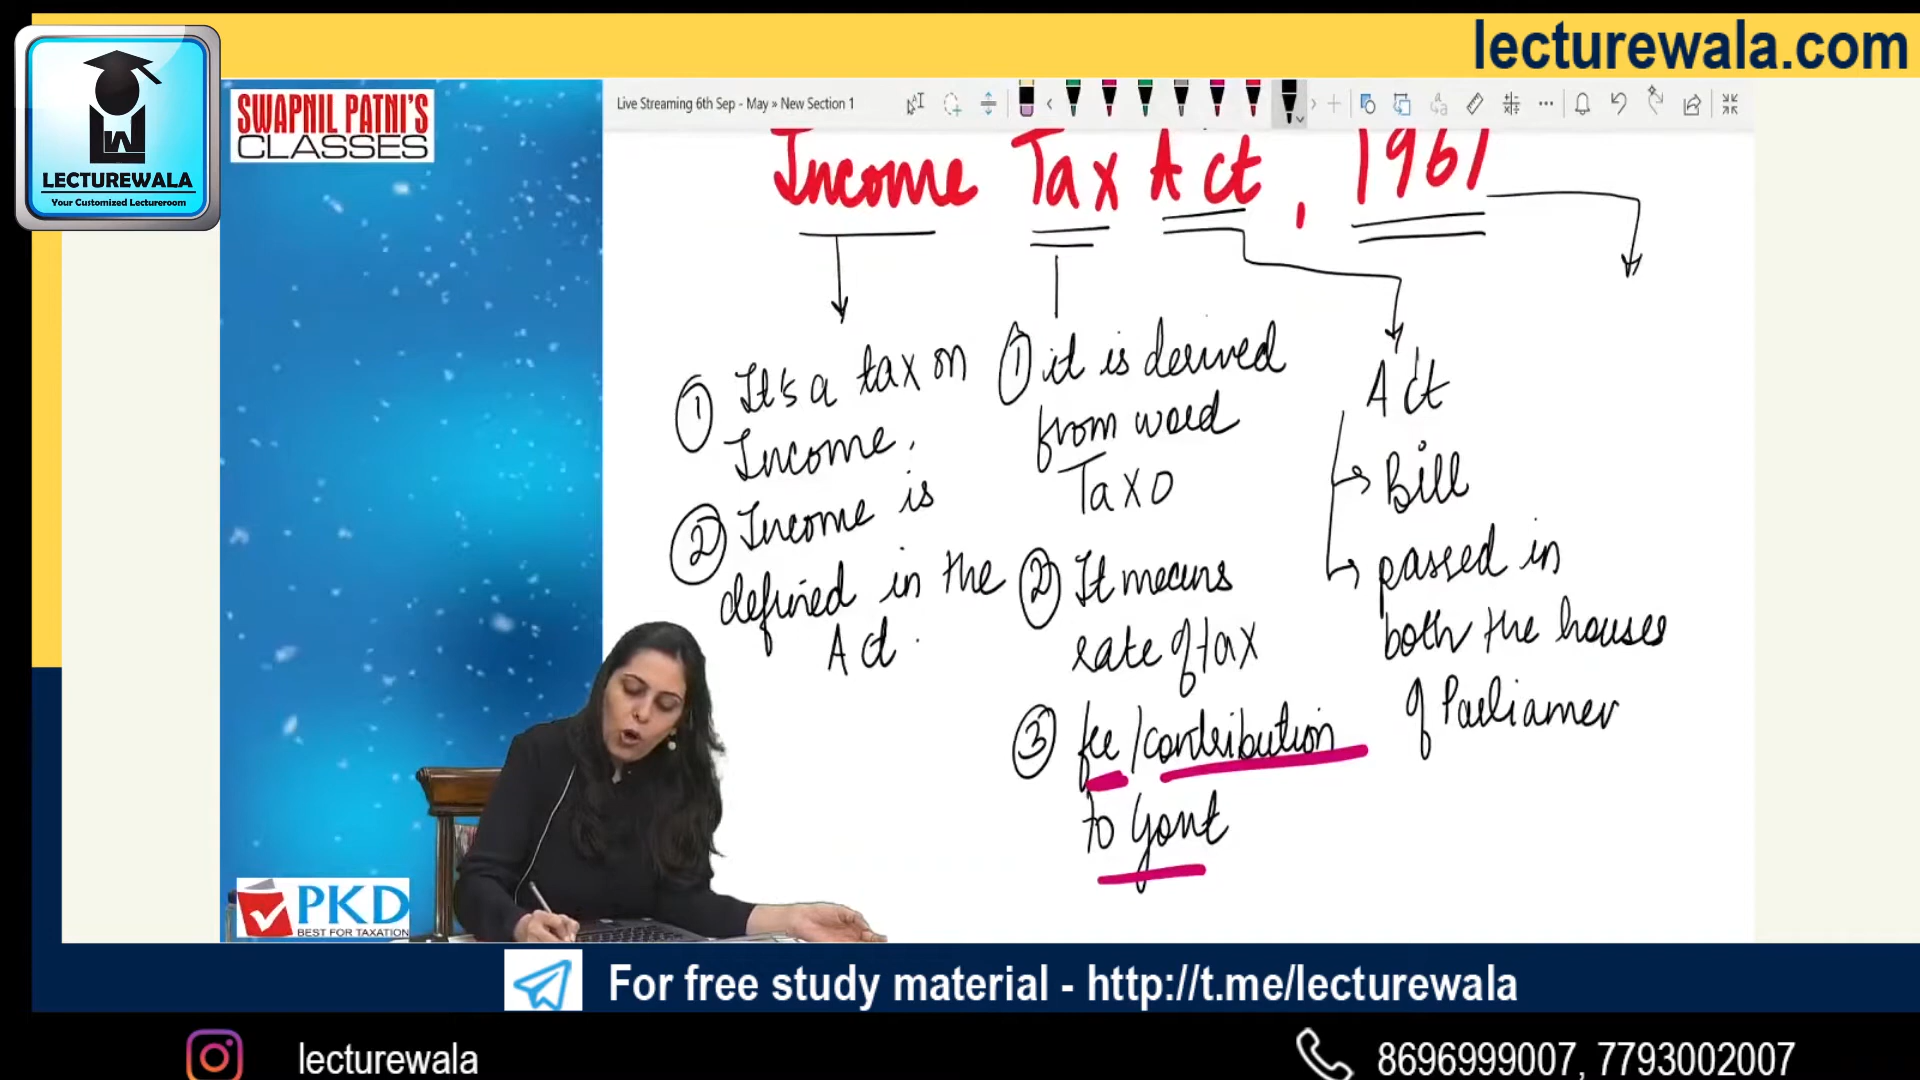 lecturewala.com
LW
LECTUREWALA
Your Customized Lectureroom
SWAPNIL PATNI'S
CLASSES
Live Streaming 6th Sep - May » New Section 1
Income Tax Act, 1961
① It's a tax on
Income.
② Income is
defined in the
Act.
① it is derived
from word
Taxo
② It means
rate of tax
③ fee/contribution
to Govt
Act
Bill
passed in
both the houses
of Parliamen
PKD
BEST FOR TAXATION
For free study material - http://t.me/lecturewala
lecturewala
8696999007, 7793002007